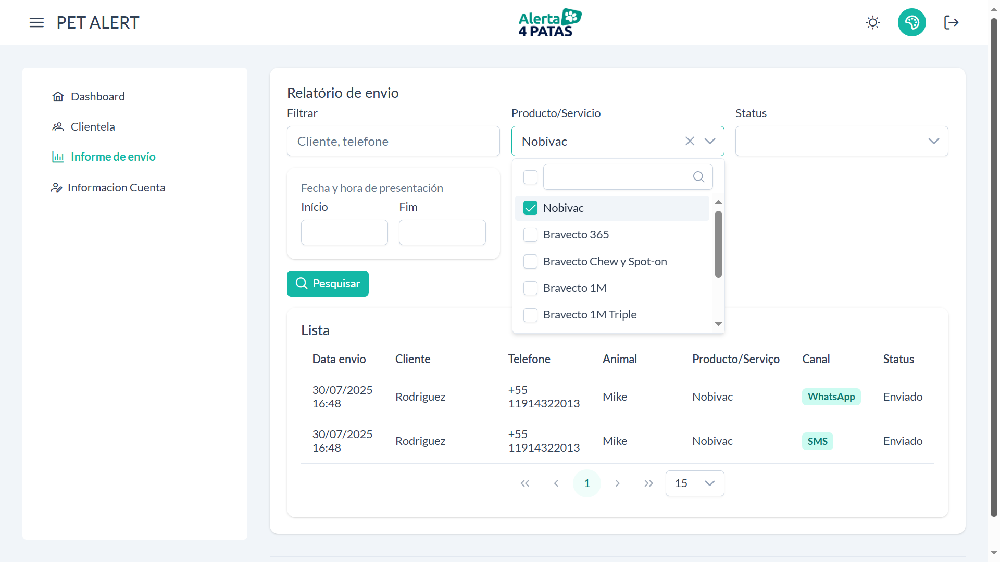 PET ALERT
Alerta
4 PATAS
Dashboard
Clientela
Informe de envío
Informacion Cuenta
Relatório de envio
Filtrar
Producto/Servicio
Status
Cliente, telefone
Nobivac
Fecha y hora de presentación
Início
Fim
Nobivac
Bravecto 365
Bravecto Chew y Spot-on
Bravecto 1M
Bravecto 1M Triple
Pesquisar
Lista
Data envio Cliente Telefone Animal Producto/Serviço Canal Status
30/07/2025 16:48 Rodriguez +55 11914322013 Mike Nobivac WhatsApp Enviado
30/07/2025 16:48 Rodriguez +55 11914322013 Mike Nobivac SMS Enviado
1
15